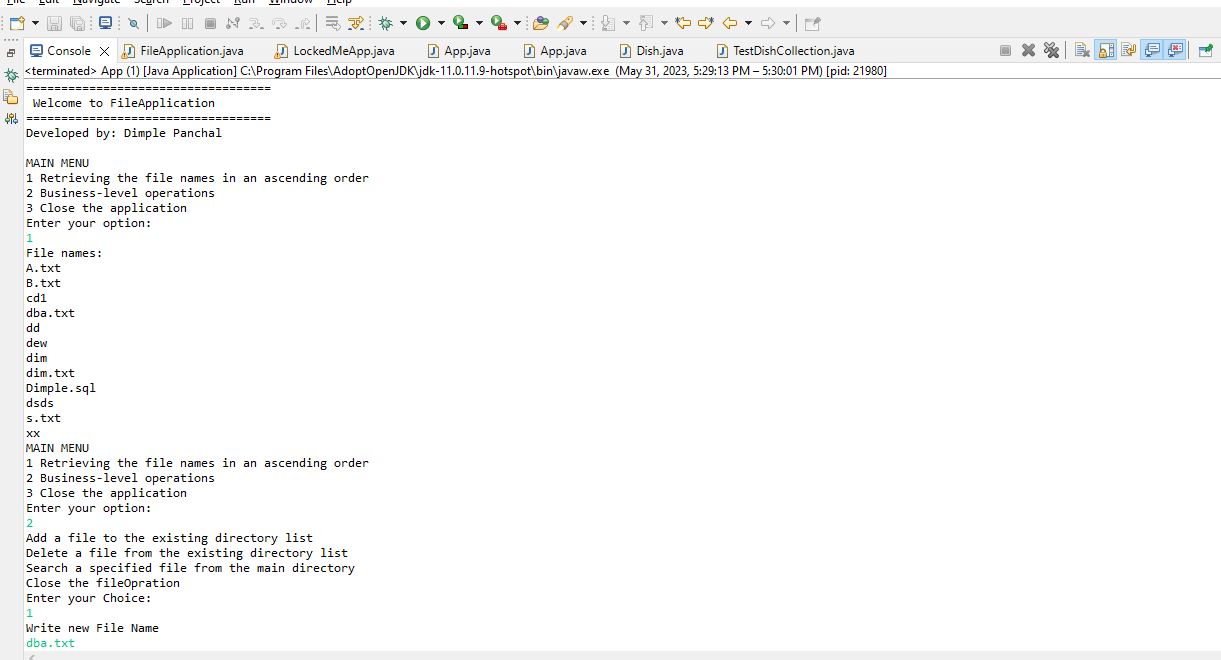 File Edit Navigate Search Project Run Window Help
Console FileApplication.java LockedMeApp.java App.java App.java Dish.java TestDishCollection.java
<terminated> App (1) [Java Application] C:\Program Files\AdoptOpenJDK\jdk-11.0.11.9-hotspot\bin\javaw.exe (May 31, 2023, 5:29:13 PM – 5:30:01 PM) [pid: 21980]
===================================
Welcome to FileApplication
===================================
Developed by: Dimple Panchal
MAIN MENU
1 Retrieving the file names in an ascending order
2 Business-level operations
3 Close the application
Enter your option:
1
File names:
A.txt
B.txt
cd1
dba.txt
dd
dew
dim
dim.txt
Dimple.sql
dsds
s.txt
xx
MAIN MENU
1 Retrieving the file names in an ascending order
2 Business-level operations
3 Close the application
Enter your option:
2
Add a file to the existing directory list
Delete a file from the existing directory list
Search a specified file from the main directory
Close the fileOpration
Enter your Choice:
1
Write new File Name
dba.txt